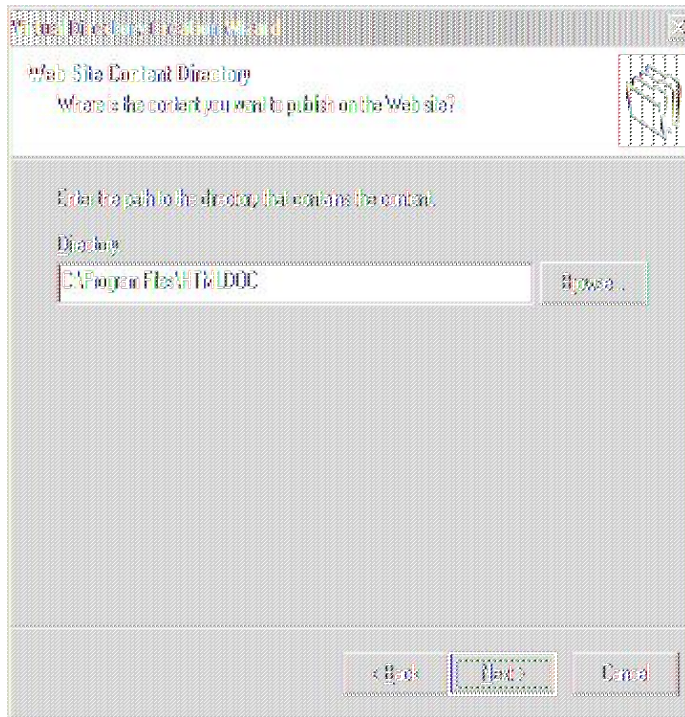 Virtual Directory Creation Wizard
Web Site Content Directory
Where is the content you want to publish on the Web site?
Enter the path to the directory that contains the content.
Directory
C:\Program Files\HTMLDOC
Browse...
< Back
Next >
Cancel